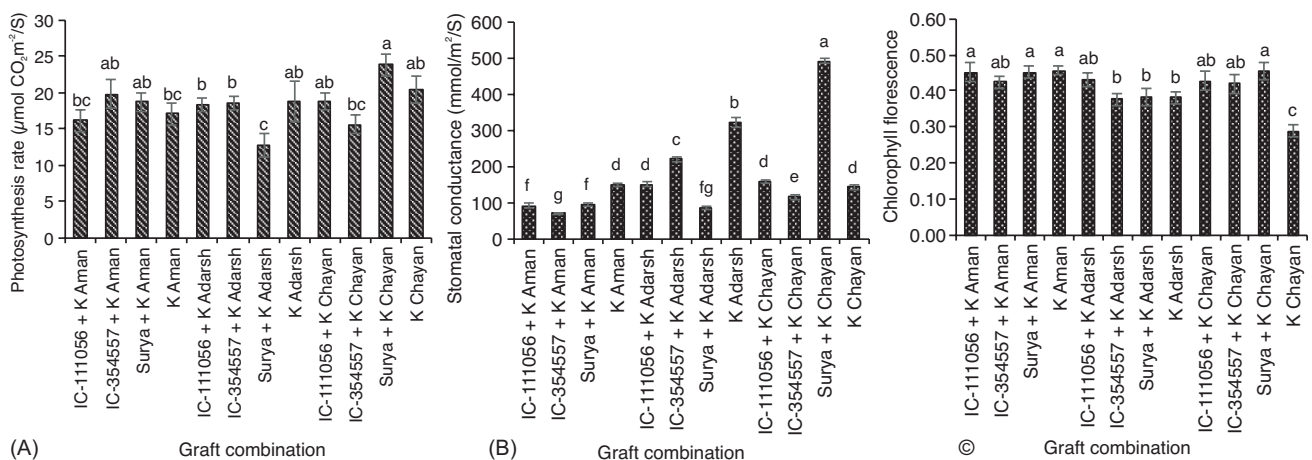 Photosynthesis rate (µmol CO2m-2/S)
30
25
20
15
10
5
0
bc
ab
ab
bc
b
b
c
ab
ab
bc
a
ab
IC-111056 + K Aman
IC-354557 + K Aman
Surya + K Aman
K Aman
IC-111056 + K Adarsh
IC-354557 + K Adarsh
Surya + K Adarsh
K Adarsh
IC-111056 + K Chayan
IC-354557 + K Chayan
Surya + K Chayan
K Chayan
(A)
Graft combination
Stomatal conductance (mmol/m2/S)
600
500
400
300
200
100
0
f
g
f
d
d
c
fg
b
d
e
a
d
IC-111056 + K Aman
IC-354557 + K Aman
Surya + K Aman
K Aman
IC-111056 + K Adarsh
IC-354557 + K Adarsh
Surya + K Adarsh
K Adarsh
IC-111056 + K Chayan
IC-354557 + K Chayan
Surya + K Chayan
K Chayan
(B)
Graft combination
Chlorophyll florescence
0.60
0.50
0.40
0.30
0.20
0.10
0.00
a
ab
a
a
ab
b
b
b
ab
ab
a
c
IC-111056 + K Aman
IC-354557 + K Aman
Surya + K Aman
K Aman
IC-111056 + K Adarsh
IC-354557 + K Adarsh
Surya + K Adarsh
K Adarsh
IC-111056 + K Chayan
IC-354557 + K Chayan
Surya + K Chayan
K Chayan
©
Graft combination